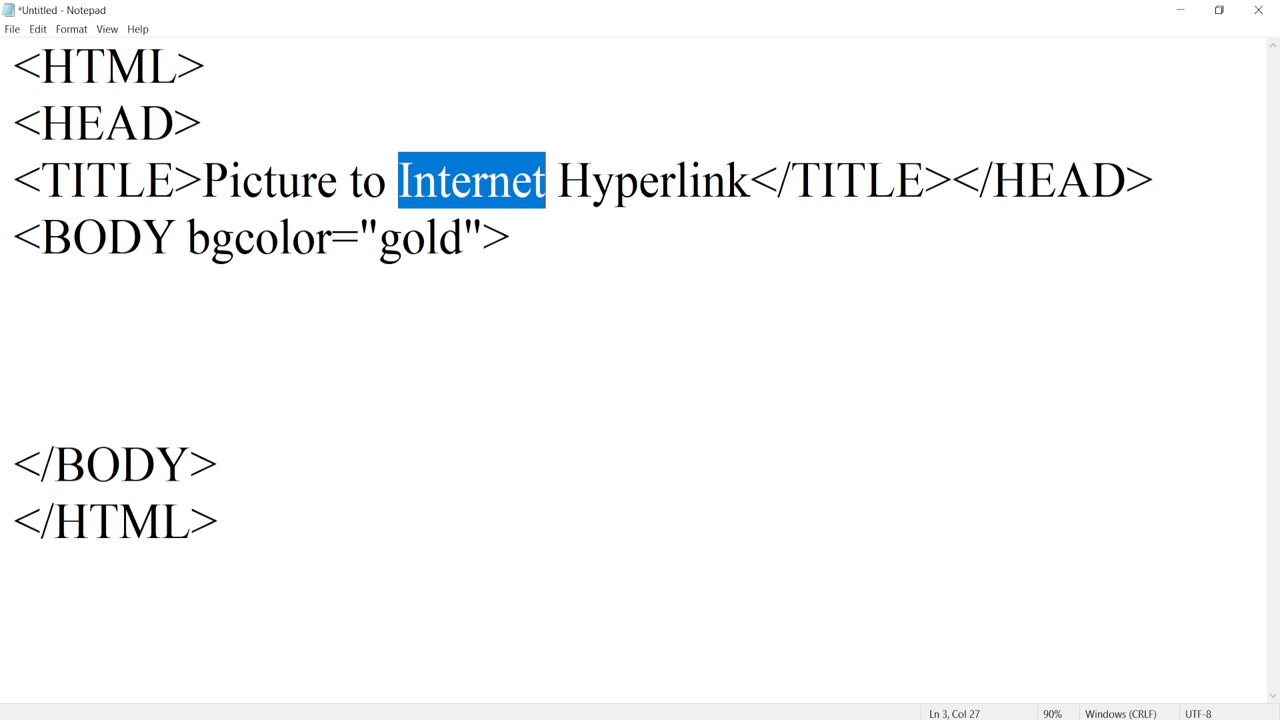 *Untitled - Notepad
File Edit Format View Help
<HTML>
<HEAD>
<TITLE>Picture to Internet Hyperlink</TITLE></HEAD>
<BODY bgcolor="gold">
</BODY>
</HTML>
Ln 3, Col 27 90% Windows (CRLF) UTF-8